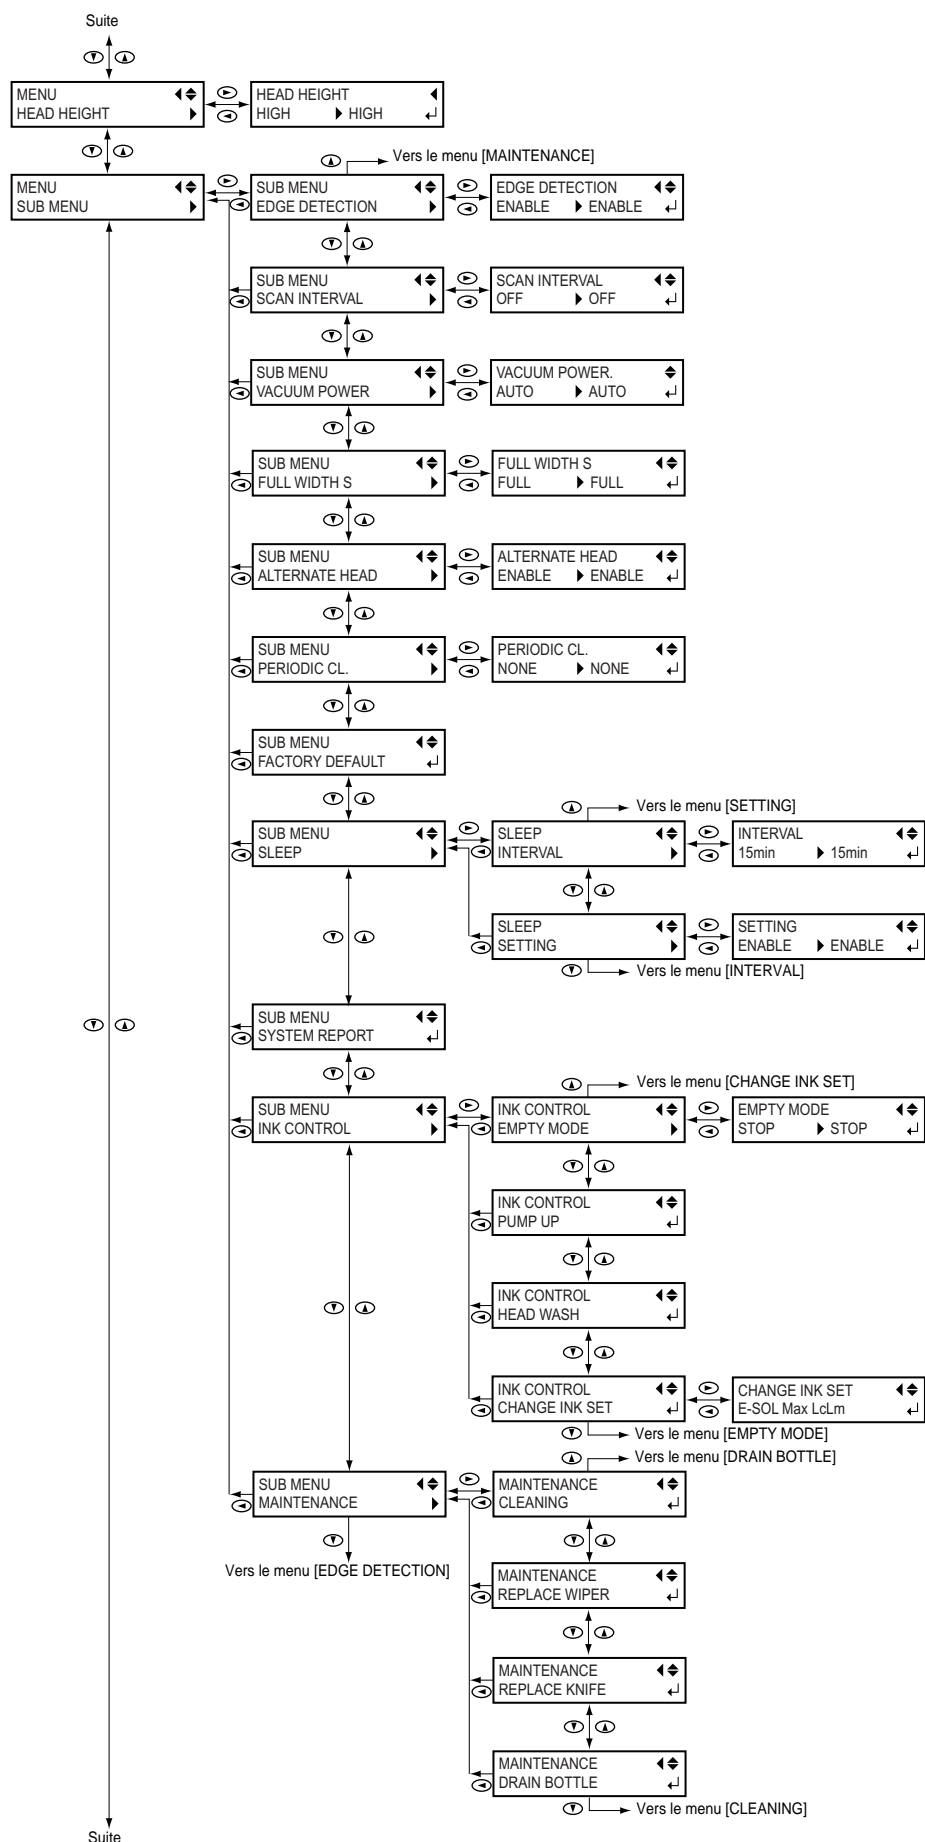 Suite
MENU
HEAD HEIGHT
HEAD HEIGHT
HIGH HIGH
Vers le menu [MAINTENANCE]
MENU
SUB MENU
SUB MENU
EDGE DETECTION
EDGE DETECTION
ENABLE ENABLE
SUB MENU
SCAN INTERVAL
SCAN INTERVAL
OFF OFF
SUB MENU
VACUUM POWER
VACUUM POWER.
AUTO AUTO
SUB MENU
FULL WIDTH S
FULL WIDTH S
FULL FULL
SUB MENU
ALTERNATE HEAD
ALTERNATE HEAD
ENABLE ENABLE
SUB MENU
PERIODIC CL.
PERIODIC CL.
NONE NONE
SUB MENU
FACTORY DEFAULT
Vers le menu [SETTING]
SUB MENU
SLEEP
SLEEP
INTERVAL
INTERVAL
15min 15min
SLEEP
SETTING
SETTING
ENABLE ENABLE
Vers le menu [INTERVAL]
SUB MENU
SYSTEM REPORT
Vers le menu [CHANGE INK SET]
SUB MENU
INK CONTROL
INK CONTROL
EMPTY MODE
EMPTY MODE
STOP STOP
INK CONTROL
PUMP UP
INK CONTROL
HEAD WASH
INK CONTROL
CHANGE INK SET
CHANGE INK SET
E-SOL Max LcLm
Vers le menu [EMPTY MODE]
Vers le menu [DRAIN BOTTLE]
SUB MENU
MAINTENANCE
MAINTENANCE
CLEANING
Vers le menu [EDGE DETECTION]
MAINTENANCE
REPLACE WIPER
MAINTENANCE
REPLACE KNIFE
MAINTENANCE
DRAIN BOTTLE
Vers le menu [CLEANING]
Suite